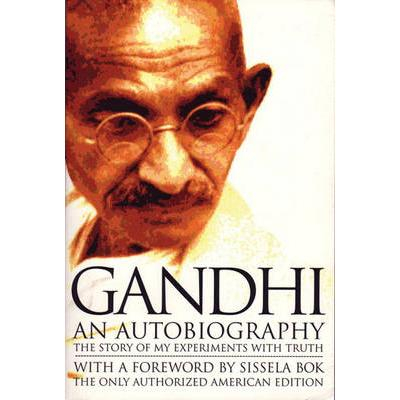 GANDHI
AN AUTOBIOGRAPHY
THE STORY OF MY EXPERIMENTS WITH TRUTH
WITH A FOREWORD BY SISSELA BOK
THE ONLY AUTHORIZED AMERICAN EDITION